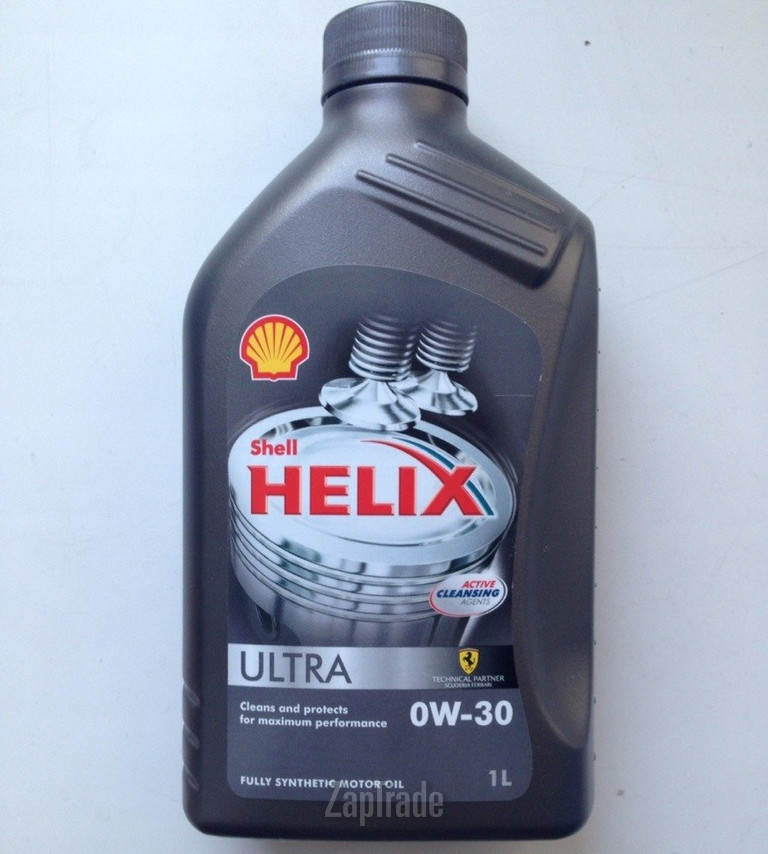 Shell
HELIX
ACTIVE
CLEANSING
AGENTS
ULTRA
TECHNICAL PARTNER
SCUDERIA FERRARI
Cleans and protects
for maximum performance
0W-30
FULLY SYNTHETIC MOTOR OIL
1L
ZapTrade